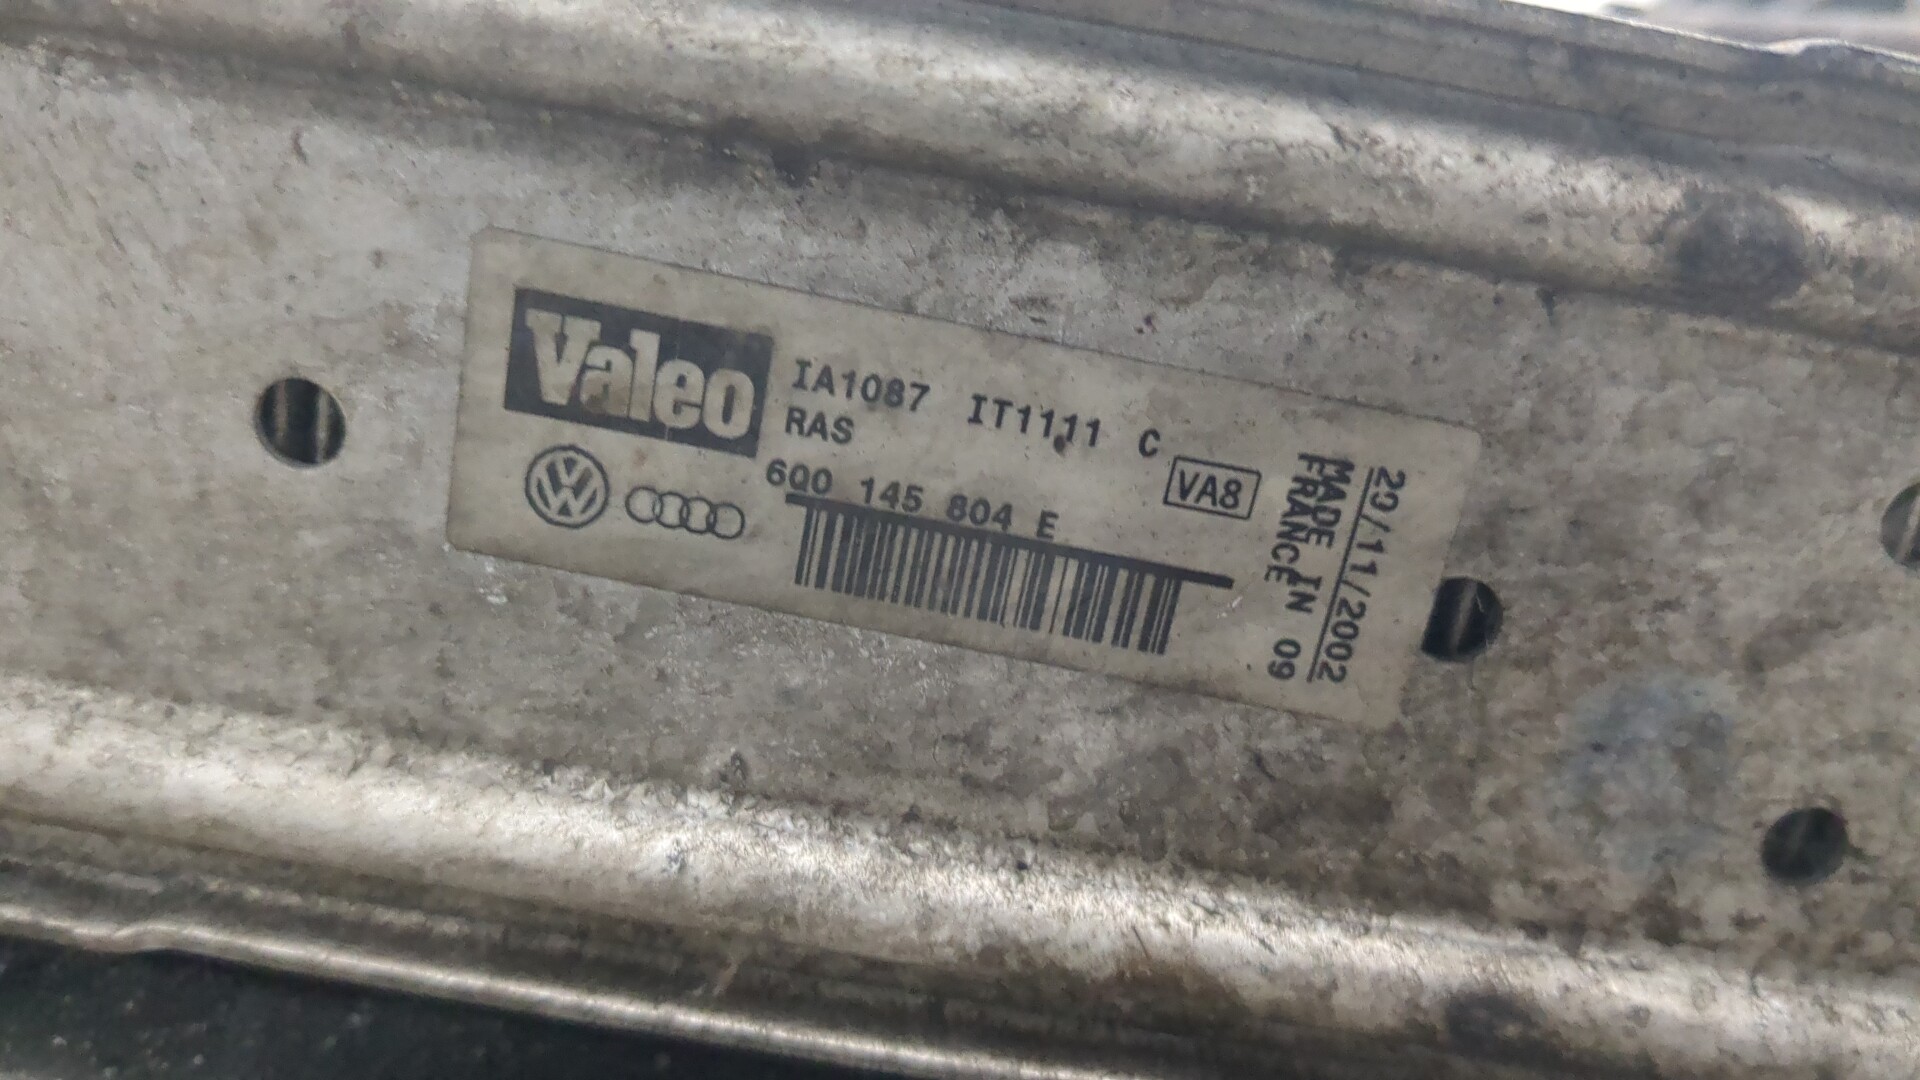 Valeo
IA1087 IT1111 C
RAS
6Q0 145 804 E
VA8
20/11/2002
MADE IN 09
FRANCE